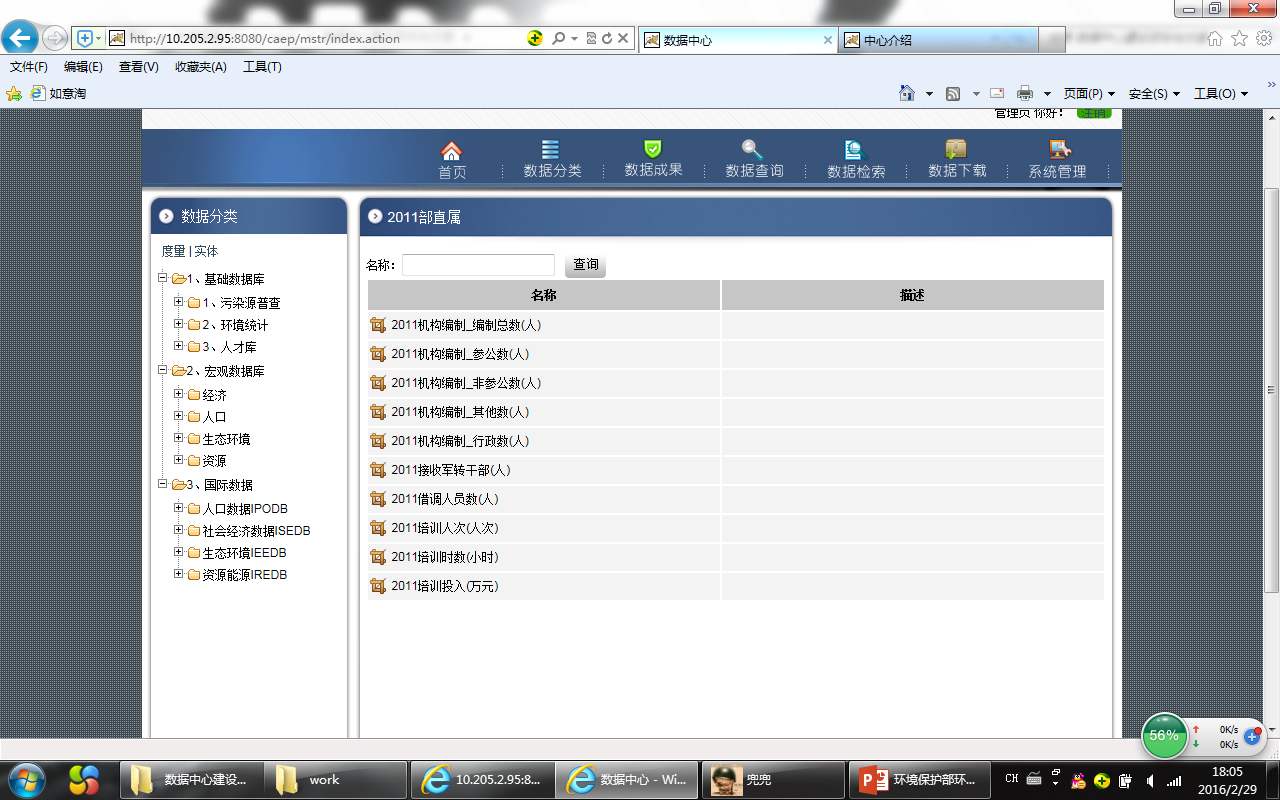 http://10.205.2.95:8080/caep/mstr/index.action
数据中心
中心介绍
文件(F) 编辑(E) 查看(V) 收藏夹(A) 工具(T)
如意淘
页面(P) 安全(S) 工具(O)
管理员 你好： 注销
首页 数据分类 数据成果 数据查询 数据检索 数据下载 系统管理
数据分类
度量 | 实体
1、基础数据库
1、污染源普查
2、环境统计
3、人才库
2、宏观数据库
经济
人口
生态环境
资源
3、国际数据
人口数据IPODB
社会经济数据ISEDB
生态环境IEEDB
资源能源IREDB
2011部直属
名称： 查询
名称 描述
2011机构编制_编制总数(人)
2011机构编制_参公数(人)
2011机构编制_非参公数(人)
2011机构编制_其他数(人)
2011机构编制_行政数(人)
2011接收军转干部(人)
2011借调人员数(人)
2011培训人次(人次)
2011培训时数(小时)
2011培训投入(万元)
56%
0K/s
0K/s
数据中心建设...
work
10.205.2.95:8...
数据中心 - Wi...
兜兜
环境保护部环...
CH
18:05
2016/2/29